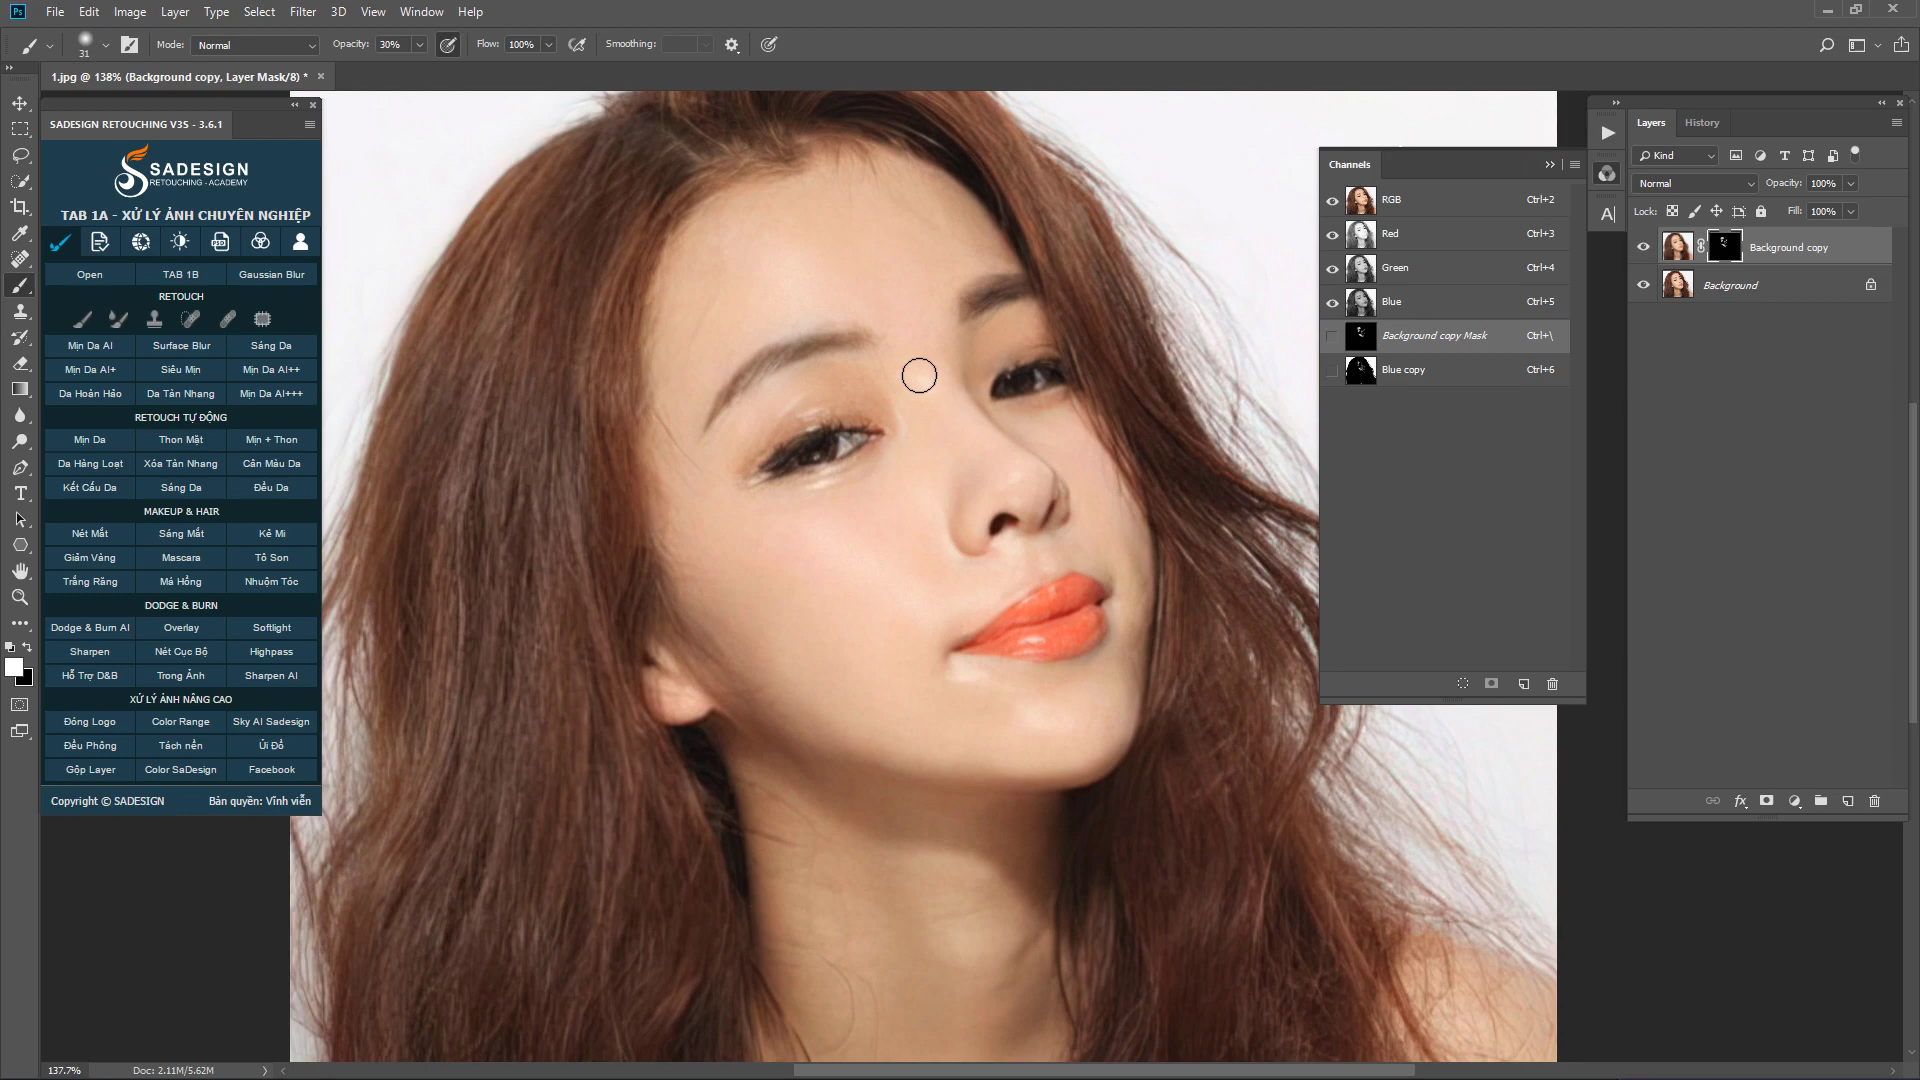 Ps File Edit Image Layer Type Select Filter 3D View Window Help
31 Mode: Normal Opacity: 30% Flow: 100% Smoothing:
1.jpg @ 138% (Background copy, Layer Mask/8) *
SADESIGN RETOUCHING V3S - 3.6.1
SADESIGN
RETOUCHING - ACADEMY
TAB 1A - XỬ LÝ ẢNH CHUYÊN NGHIỆP
Open TAB 1B Gaussian Blur
RETOUCH
Mịn Da AI Surface Blur Sáng Da
Mịn Da AI+ Siêu Mịn Mịn Da AI++
Da Hoàn Hảo Da Tàn Nhang Mịn Da AI+++
RETOUCH TỰ ĐỘNG
Mịn Da Thon Mặt Mịn + Thon
Da Hàng Loạt Xóa Tàn Nhang Cân Màu Da
Kết Cấu Da Sáng Da Đều Da
MAKEUP & HAIR
Nét Mắt Sáng Mắt Kẻ Mi
Giảm Vàng Mascara Tô Son
Trắng Răng Má Hồng Nhuộm Tóc
DODGE & BURN
Dodge & Burn AI Overlay Softlight
Sharpen Nét Cục Bộ Highpass
Hỗ Trợ D&B Trong Ảnh Sharpen AI
XỬ LÝ ẢNH NÂNG CAO
Đóng Logo Color Range Sky AI Sadesign
Đều Phông Tách nền Ủi Đồ
Gộp Layer Color SaDesign Facebook
Copyright © SADESIGN Bản quyền: Vĩnh viễn
137.7% Doc: 2.11M/5.62M
Channels
RGB Ctrl+2
Red Ctrl+3
Green Ctrl+4
Blue Ctrl+5
Background copy Mask Ctrl+\
Blue copy Ctrl+6
Layers History
Kind
Normal Opacity: 100%
Lock: Fill: 100%
Background copy
Background